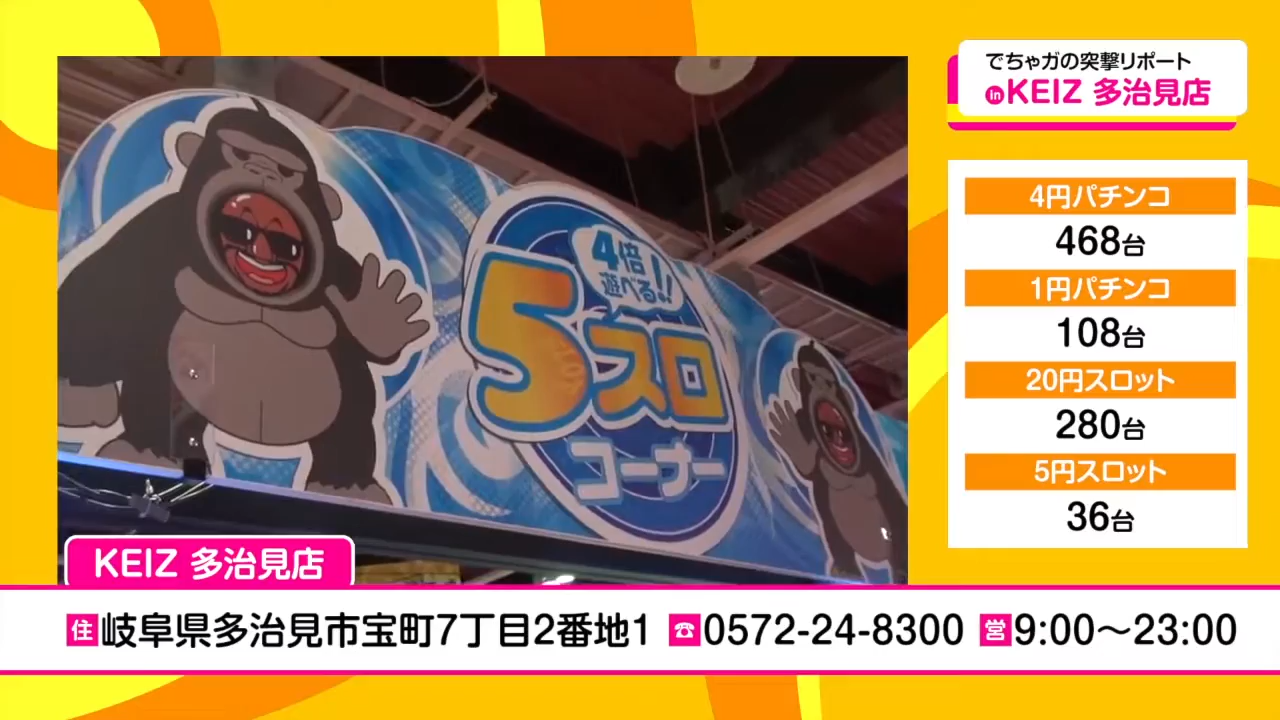 でちゃガの突撃リポート
in KEIZ 多治見店
4倍
遊べる!!
5スロ
コーナー
4円パチンコ
468台
1円パチンコ
108台
20円スロット
280台
5円スロット
36台
KEIZ 多治見店
住 岐阜県多治見市宝町7丁目2番地1 ☎ 0572-24-8300 営 9:00～23:00